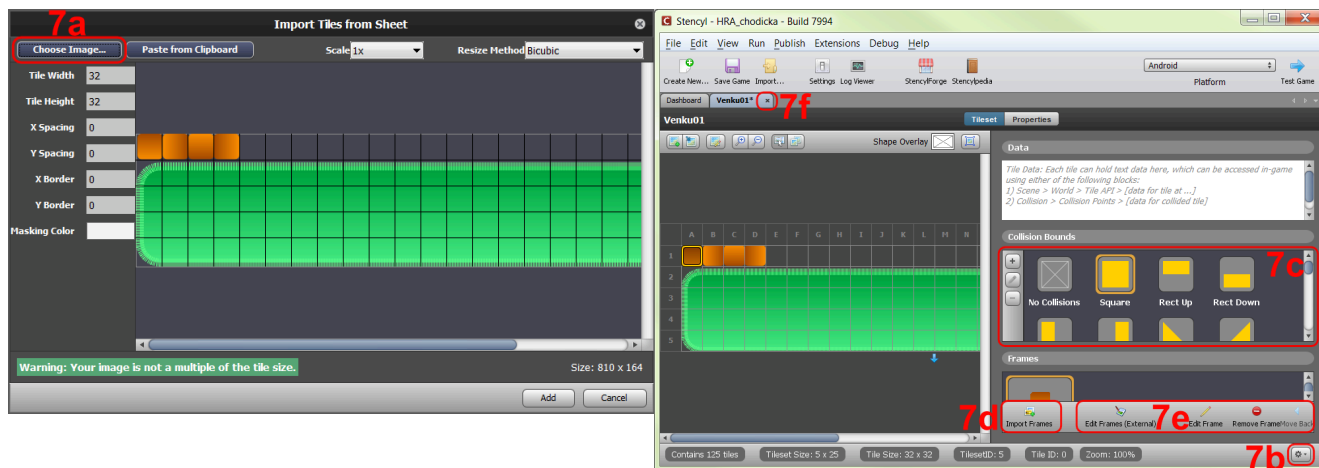 Import Tiles from Sheet
7a
Choose Image...
Paste from Clipboard
Scale 1x
Resize Method Bicubic
Tile Width 32
Tile Height 32
X Spacing 0
Y Spacing 0
X Border 0
Y Border 0
Masking Color
Warning: Your image is not a multiple of the tile size.
Size: 810 x 164
Add
Cancel
Stencyl - HRA_chodicka - Build 7994
File Edit View Run Publish Extensions Debug Help
Create New... Save Game Import... Settings Log Viewer StencylForge Stencylpedia
Android
Platform
Test Game
Dashboard Venku01* × 7f
Venku01
Tileset Properties
Shape Overlay
A B C D E F G H I J K L M N
1
2
3
4
5
Data
Tile Data: Each tile can hold text data here, which can be accessed in-game
using either of the following blocks:
1) Scene > World > Tile API > [data for tile at ...]
2) Collision > Collision Points > [data for collided tile]
Collision Bounds
7c
No Collisions Square Rect Up Rect Down
Frames
7d
Import Frames
7e
Edit Frames (External) Edit Frame Remove Frame Move Back
Contains 125 tiles Tileset Size: 5 x 25 Tile Size: 32 x 32 TilesetID: 5 Tile ID: 0 Zoom: 100%
7b